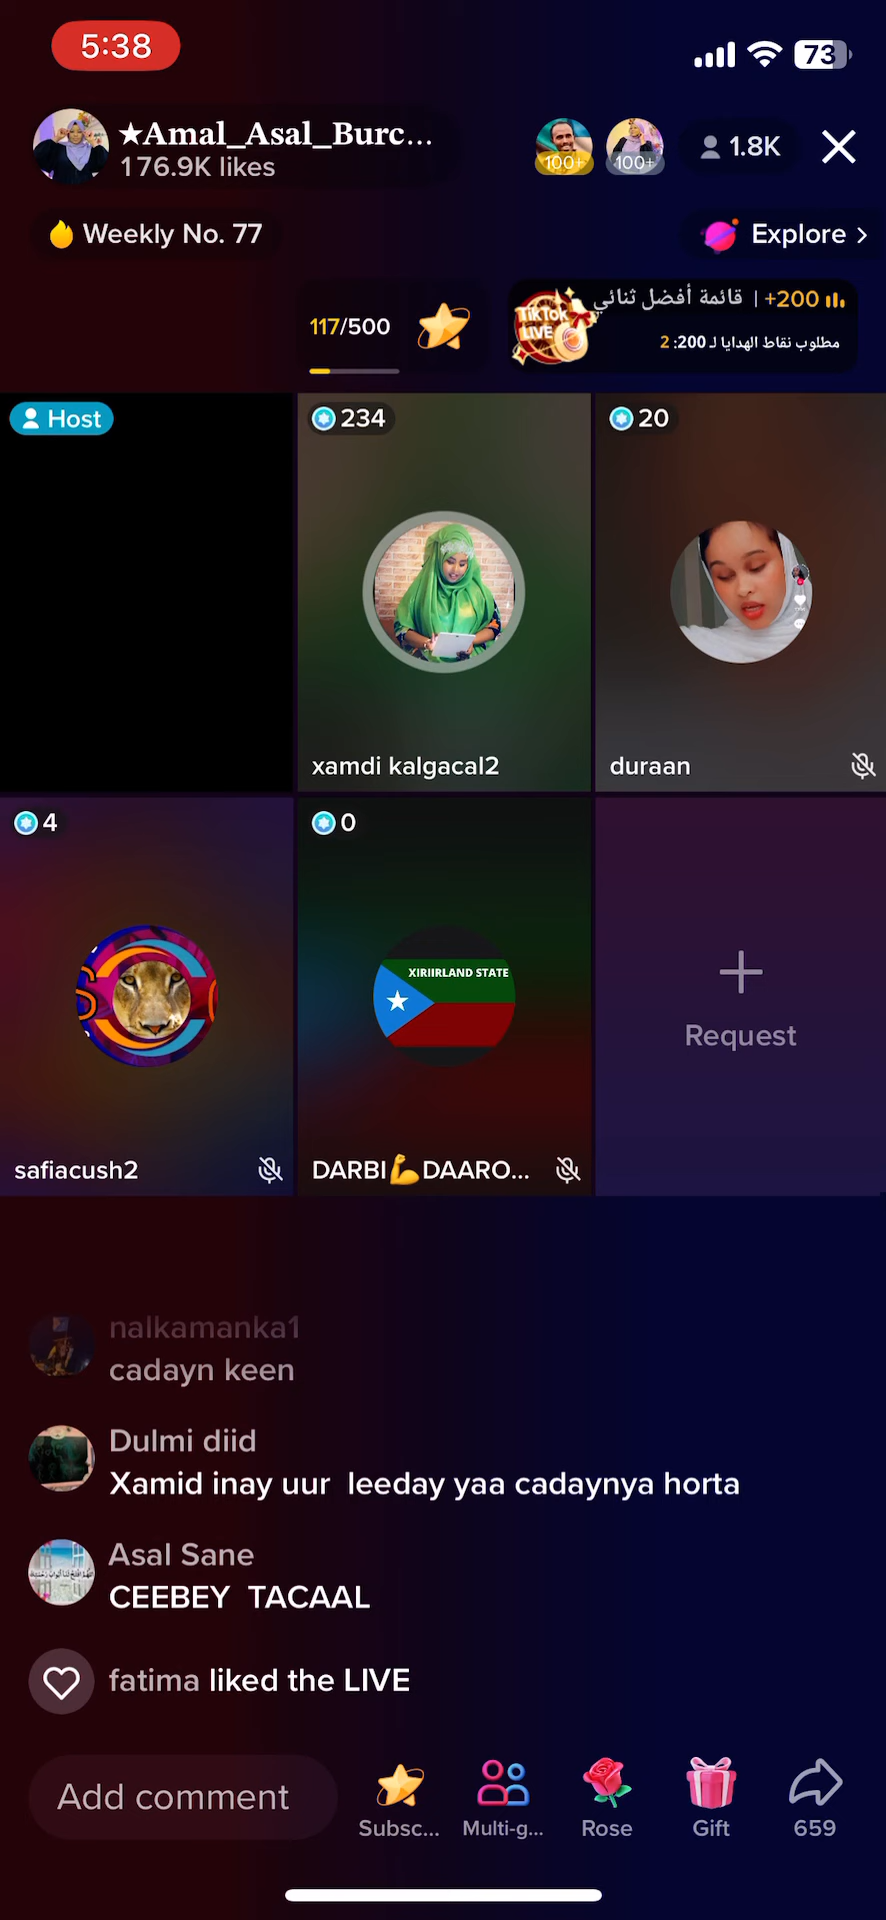 5:38
73
★Amal_Asal_Burc...
176.9K likes
100+
100+
1.8K
Weekly No. 77
Explore >
117/500
TikTok
LIVE
قائمة أفضل ثنائي | +200
مطلوب نقاط الهدايا لـ 200: 2
Host
234
20
xamdi kalgacal2
duraan
4
0
XIRIIRLAND STATE
safiacush2
DARBI💪DAARO...
Request
nalkamanka1
cadayn keen
Dulmi diid
Xamid inay uur leeday yaa cadaynya horta
Asal Sane
CEEBEY TACAAL
fatima liked the LIVE
Add comment
Subsc...
Multi-g...
Rose
Gift
659